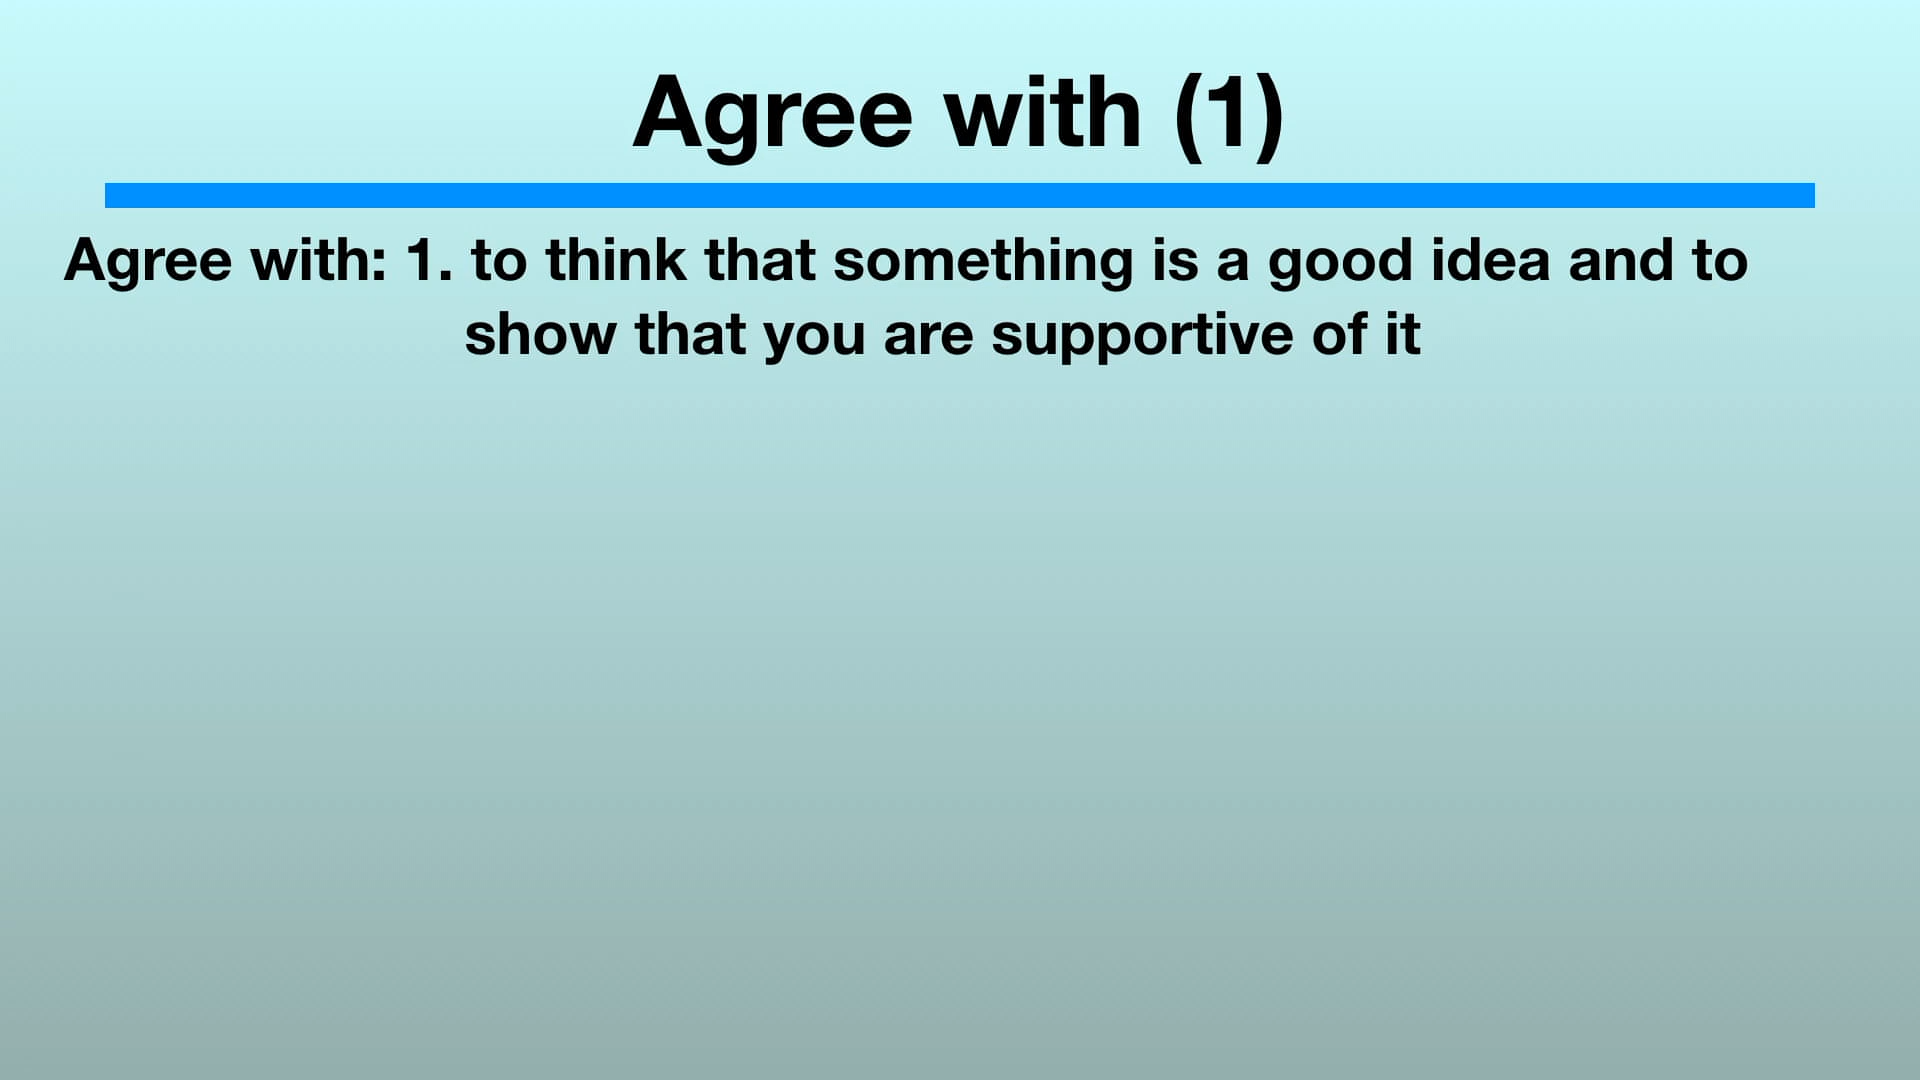 Agree with (1)
Agree with: 1. to think that something is a good idea and to
show that you are supportive of it